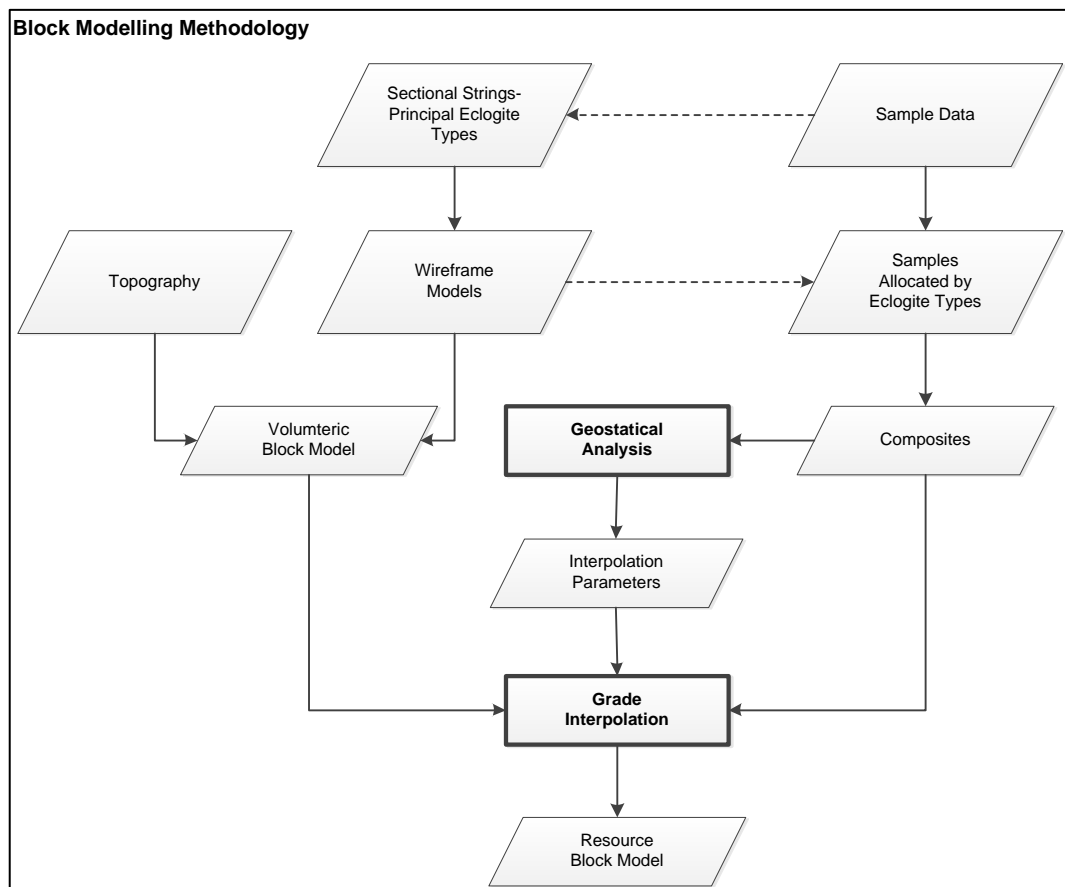 Block Modelling Methodology
Sectional Strings-
Principal Eclogite
Types
Sample Data
Topography
Wireframe
Models
Samples
Allocated by
Eclogite Types
Volumteric
Block Model
Geostatical
Analysis
Composites
Interpolation
Parameters
Grade
Interpolation
Resource
Block Model